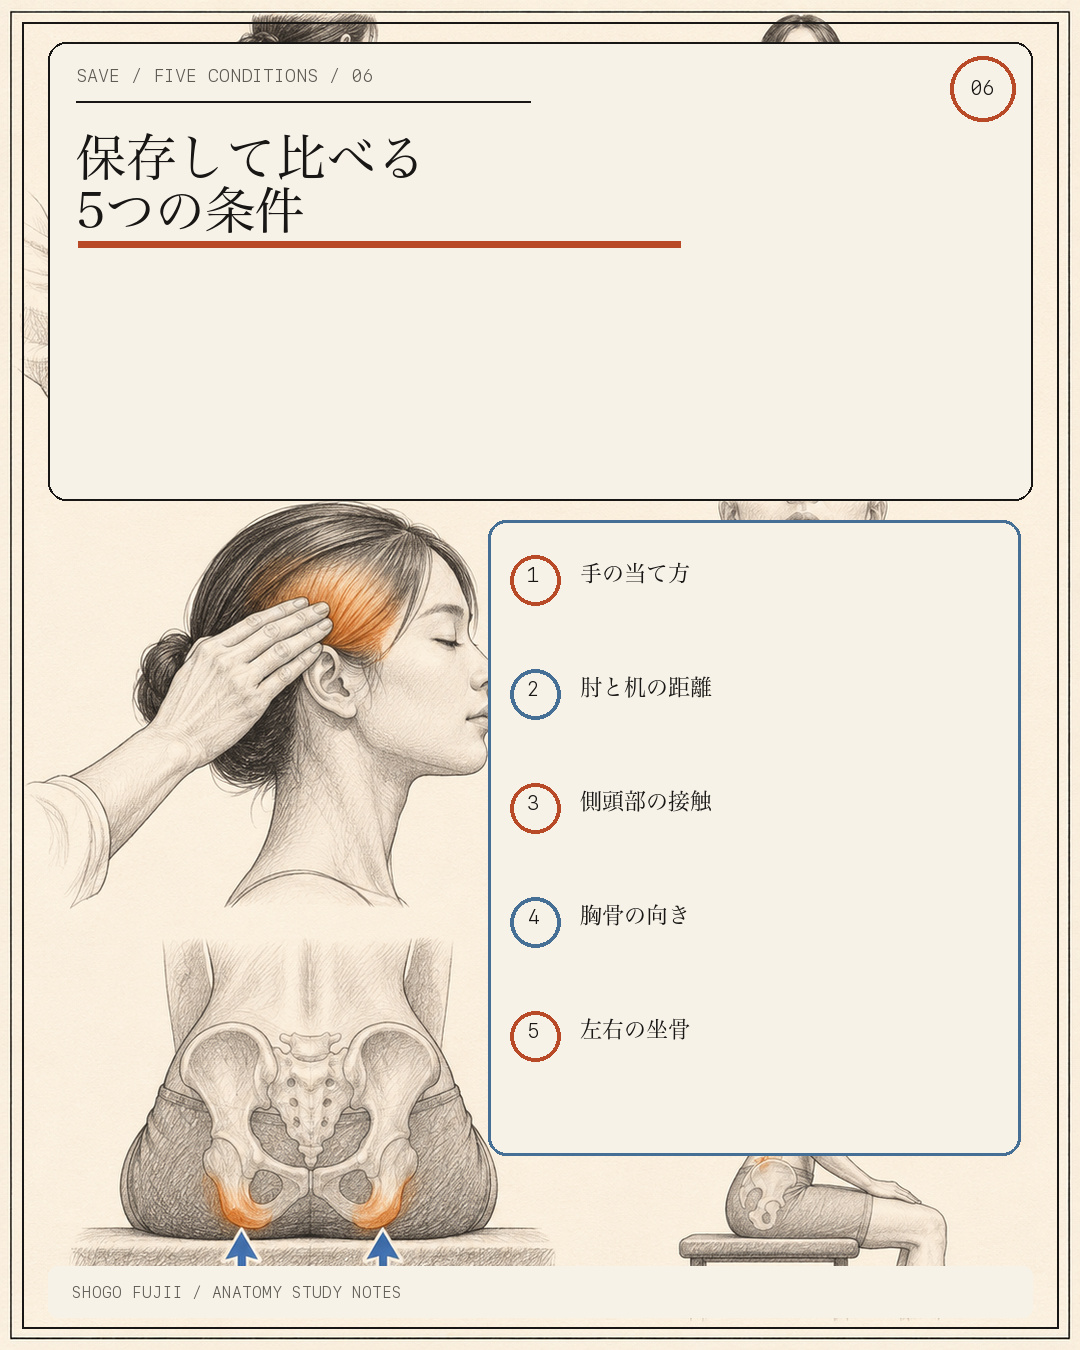 SAVE / FIVE CONDITIONS / 06
06
保存して比べる
5つの条件
1 手の当て方
2 肘と机の距離
3 側頭部の接触
4 胸骨の向き
5 左右の坐骨
SHOGO FUJII / ANATOMY STUDY NOTES